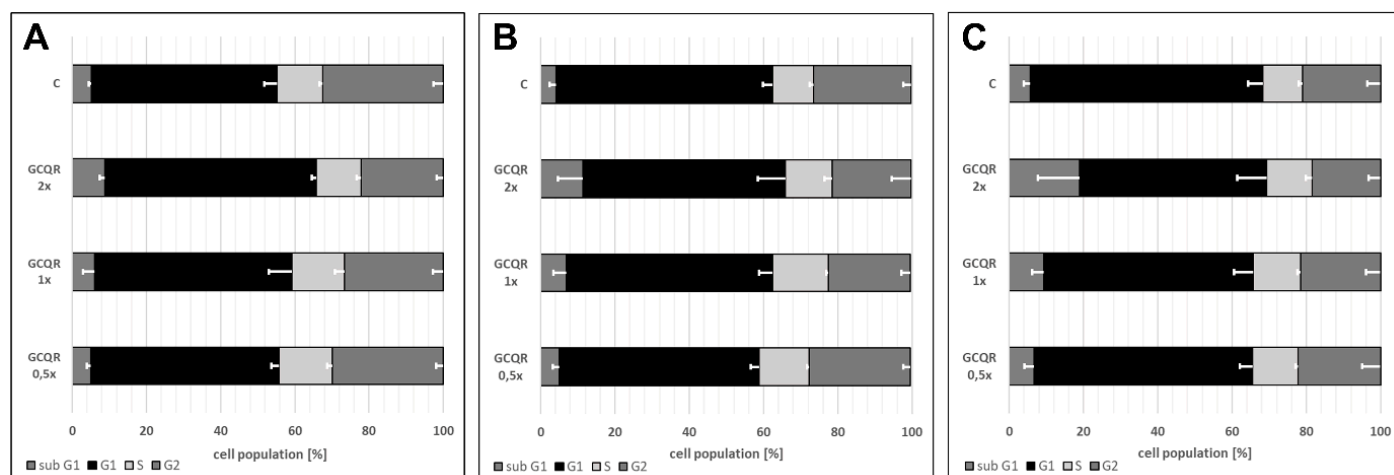 A
C
GCQR
2x
GCQR
1x
GCQR
0,5x
0 20 40 60 80 100
cell population [%]
sub G1 G1 S G2
B
C
GCQR
2x
GCQR
1x
GCQR
0,5x
0 20 40 60 80 100
cell population [%]
sub G1 G1 S G2
C
C
GCQR
2x
GCQR
1x
GCQR
0,5x
0 20 40 60 80 100
cell population [%]
sub G1 G1 S G2